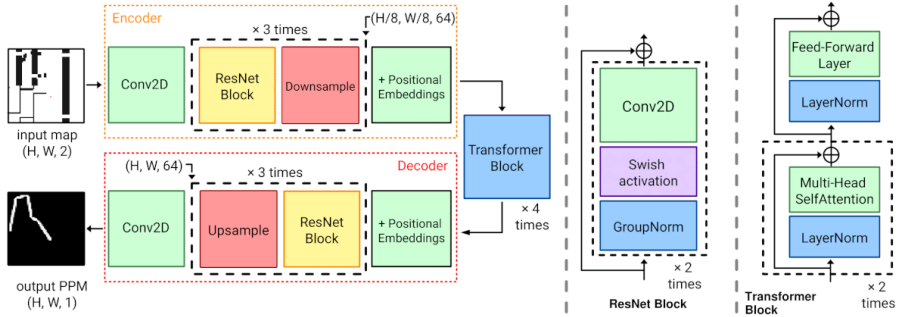 Encoder
× 3 times
(H/8, W/8, 64)
Conv2D
ResNet
Block
Downsample
+ Positional
Embeddings
input map
(H, W, 2)
Transformer
Block
× 4
times
(H, W, 64)
× 3 times
Decoder
Conv2D
Upsample
ResNet
Block
+ Positional
Embeddings
output PPM
(H, W, 1)
Conv2D
Swish
activation
GroupNorm
× 2
times
ResNet Block
Feed-Forward
Layer
LayerNorm
Multi-Head
SelfAttention
LayerNorm
× 2
times
Transformer
Block